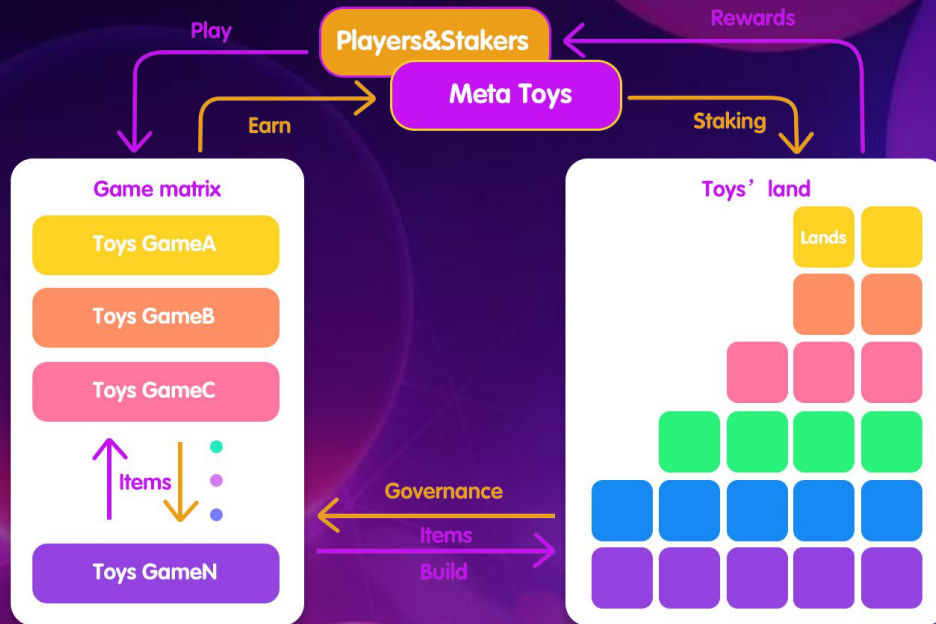 Play
Players&Stakers
Rewards
Meta Toys
Earn
Staking
Game matrix
Toys GameA
Toys GameB
Toys GameC
Items
Toys GameN
Governance
Items
Build
Toys’ land
Lands